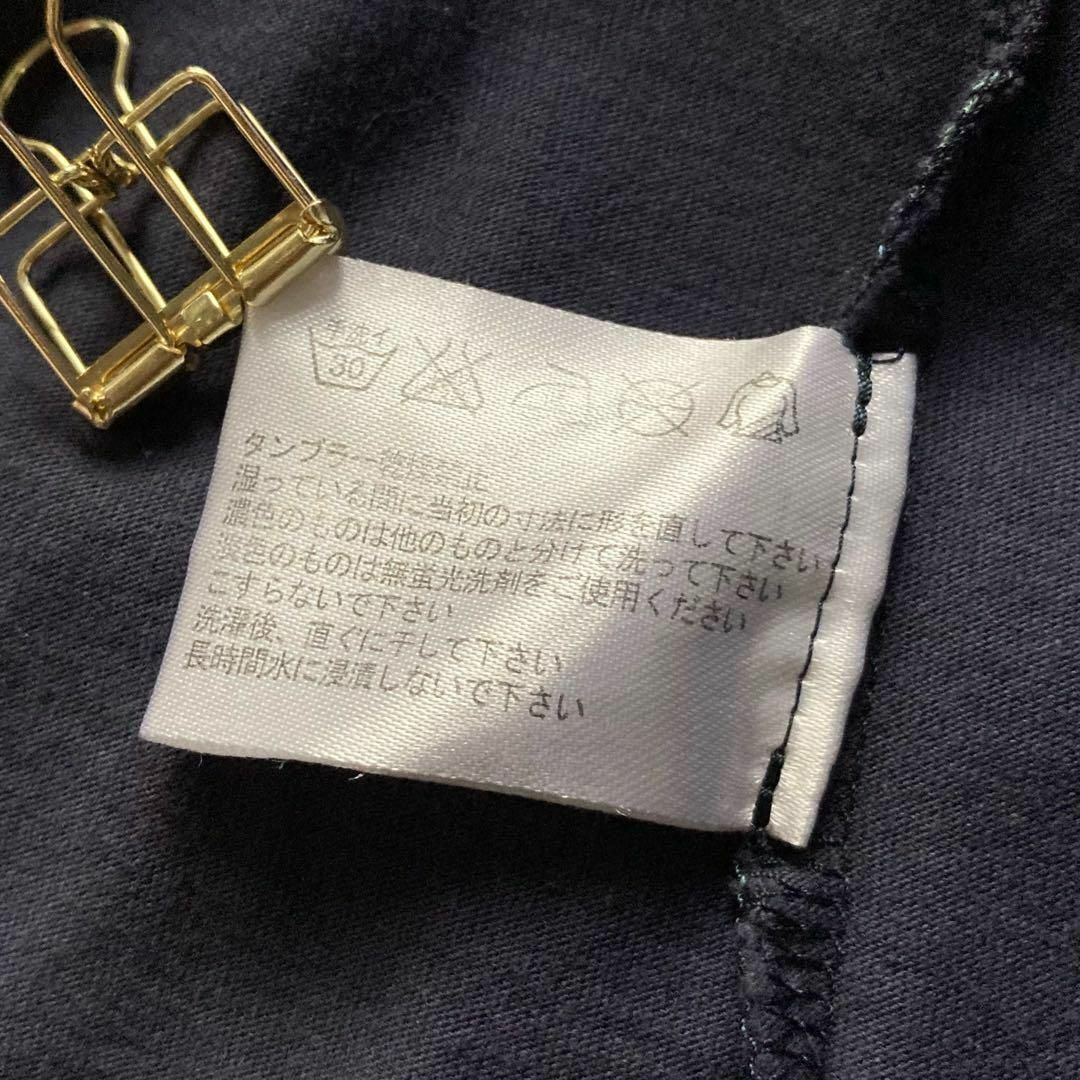 手洗イ
30
タンブラー乾燥禁止
湿っている間に当初の寸法に形を直して下さい
濃色のものは他のものと分けて洗って下さい
淡色のものは無蛍光洗剤をご使用ください
こすらないで下さい
洗濯後、直ぐに干して下さい
長時間水に浸漬しないで下さい